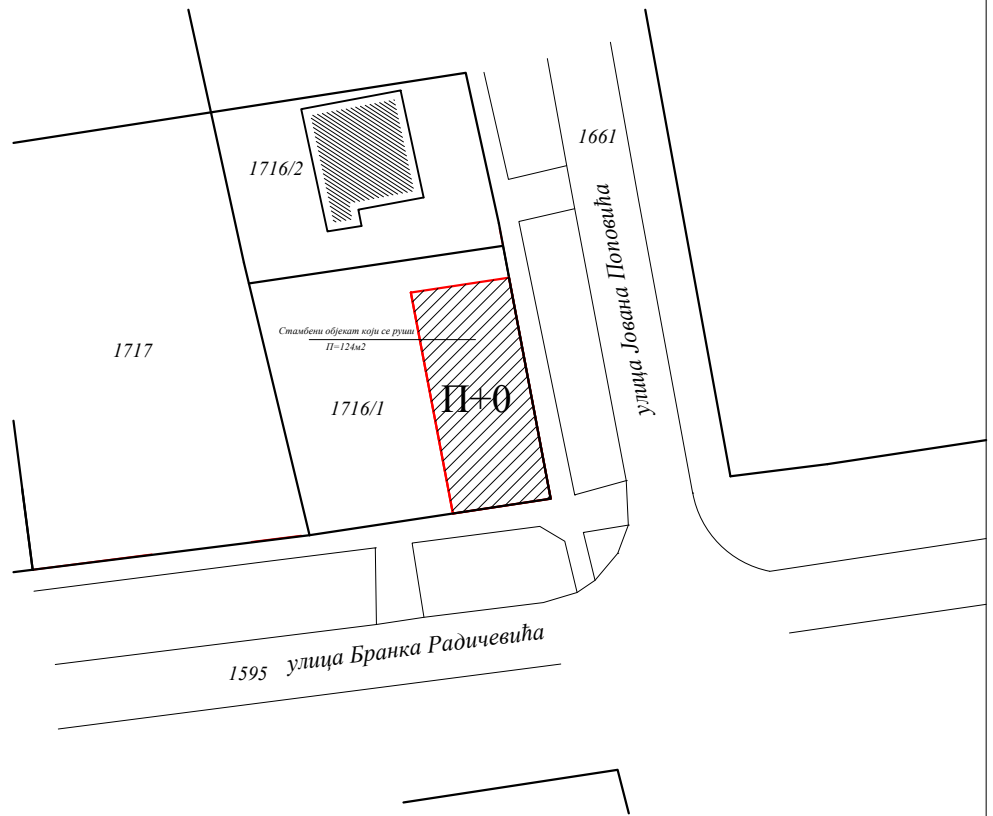 1661
1716/2
улица Јована Поповића
Стамбени објекат који се руши
П=124м2
1717
1716/1
П+0
1595 улица Бранка Радичевића